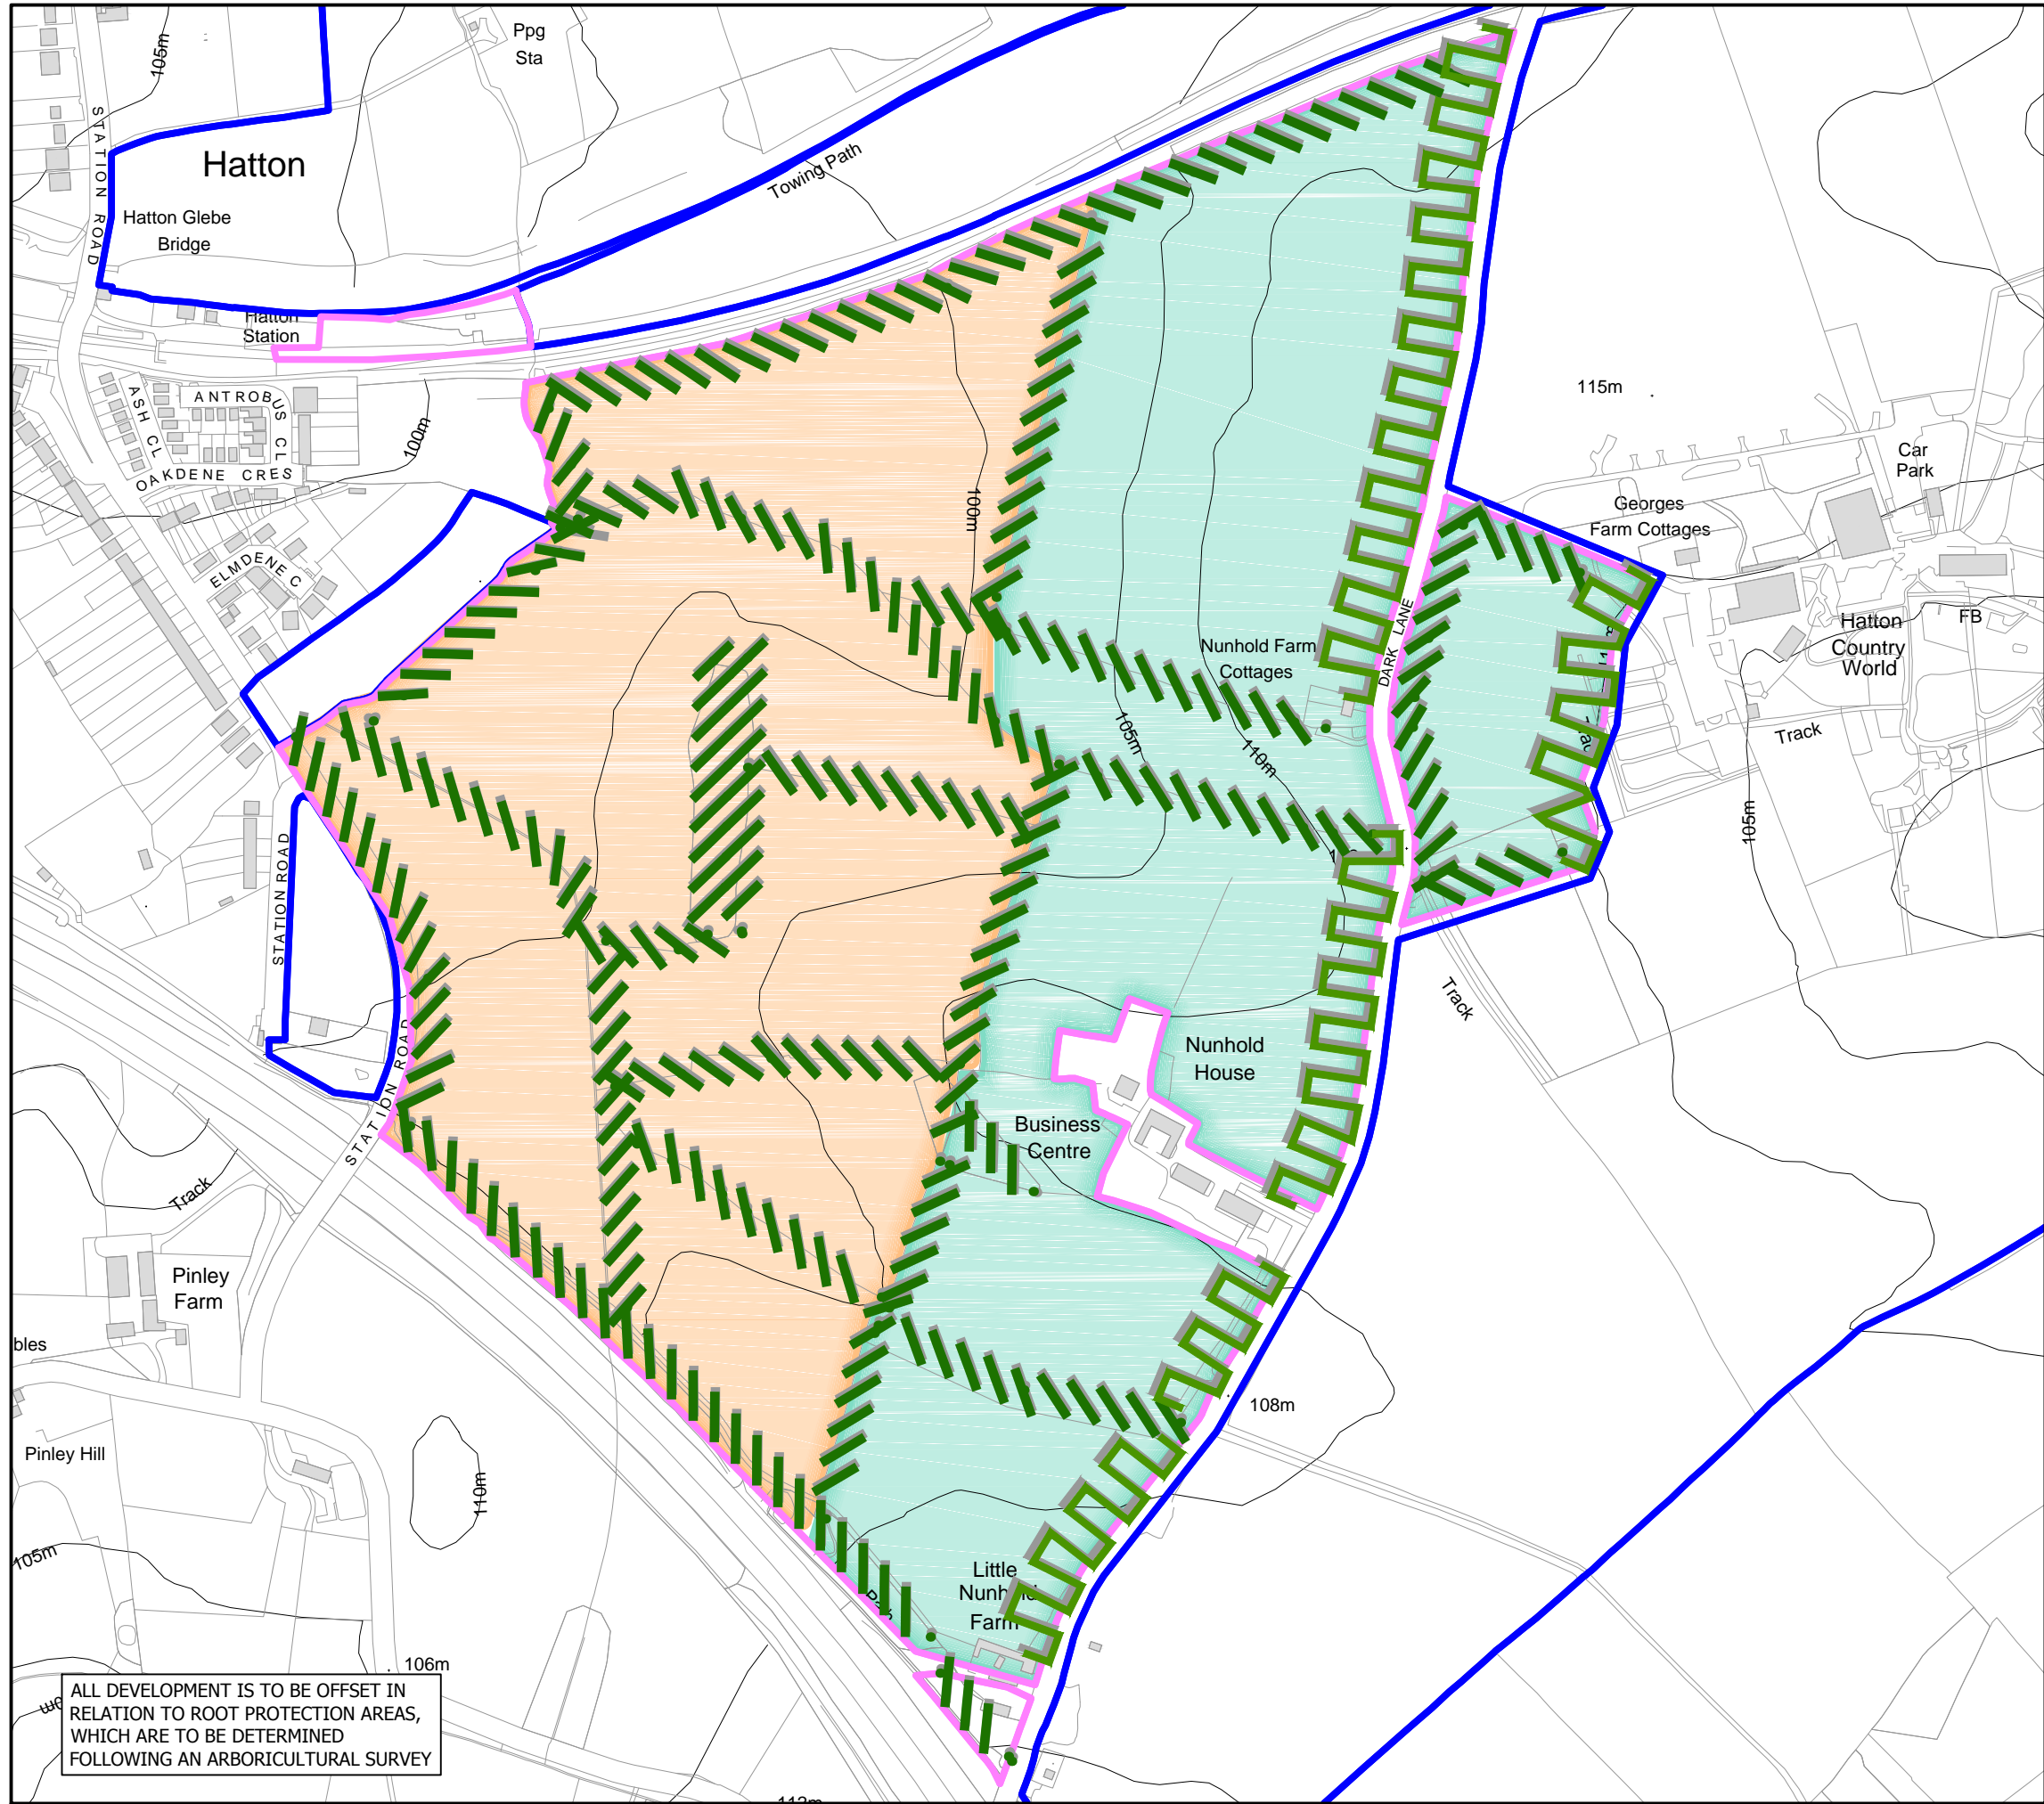 105m
Ppg
Sta
STATION ROAD
Hatton
Hatton Glebe
Bridge
Towing Path
Hatton
Station
ASH CL
ANTROBUS CL
OAKDENE CRES
100m
115m
Car
Park
Georges
Farm Cottages
100m
ELMDENE C
DARK LANE
Nunhold Farm
Cottages
Hatton
Country
World
FB
Track
105m
110m
105m
STATION ROAD
Track
STATION ROAD
Nunhold
House
Business
Centre
Track
Pinley
Farm
bles
108m
Pinley Hill
110m
105m
Little
Farm
106m
ALL DEVELOPMENT IS TO BE OFFSET IN
RELATION TO ROOT PROTECTION AREAS,
WHICH ARE TO BE DETERMINED
FOLLOWING AN ARBORICULTURAL SURVEY